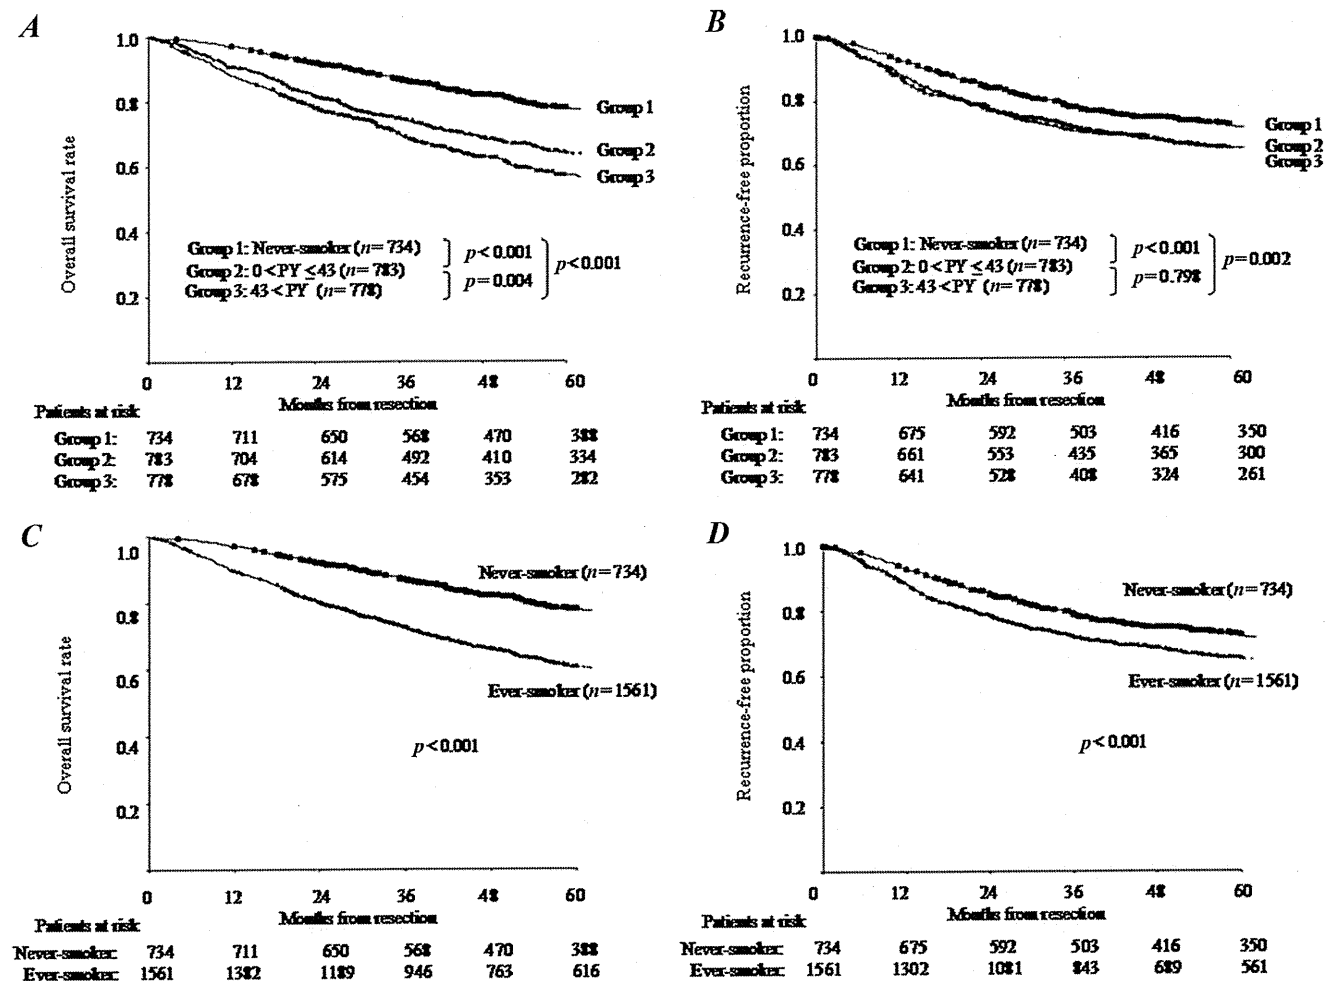 A
Overall survival rate
1.0
0.8
0.6
0.4
0.2
Group 1
Group 2
Group 3
Group 1: Never-smoker (n=734)
Group 2: 0<PY ≤43 (n=783)
Group 3: 43<PY (n=778)
p<0.001
p=0.004
p<0.001
0 12 24 36 48 60
Months from resection
Patients at risk
Group 1: 734 711 650 568 470 388
Group 2: 783 704 614 492 410 334
Group 3: 778 678 575 454 353 282
B
Recurrence-free proportion
1.0
0.8
0.6
0.4
0.2
Group 1
Group 2
Group 3
Group 1: Never-smoker (n=734)
Group 2: 0<PY ≤43 (n=783)
Group 3: 43<PY (n=778)
p<0.001
p=0.798
p=0.002
0 12 24 36 48 60
Months from resection
Patients at risk
Group 1: 734 675 592 503 416 350
Group 2: 783 661 553 435 365 300
Group 3: 778 641 528 408 324 261
C
Overall survival rate
1.0
0.8
0.6
0.4
0.2
Never-smoker (n=734)
Ever-smoker (n=1561)
p<0.001
0 12 24 36 48 60
Months from resection
Patients at risk
Never-smoker: 734 711 650 568 470 388
Ever-smoker: 1561 1382 1189 946 763 616
D
Recurrence-free proportion
1.0
0.8
0.6
0.4
0.2
Never-smoker (n=734)
Ever-smoker (n=1561)
p<0.001
0 12 24 36 48 60
Months from resection
Patients at risk
Never-smoker: 734 675 592 503 416 350
Ever-smoker: 1561 1302 1081 843 689 561